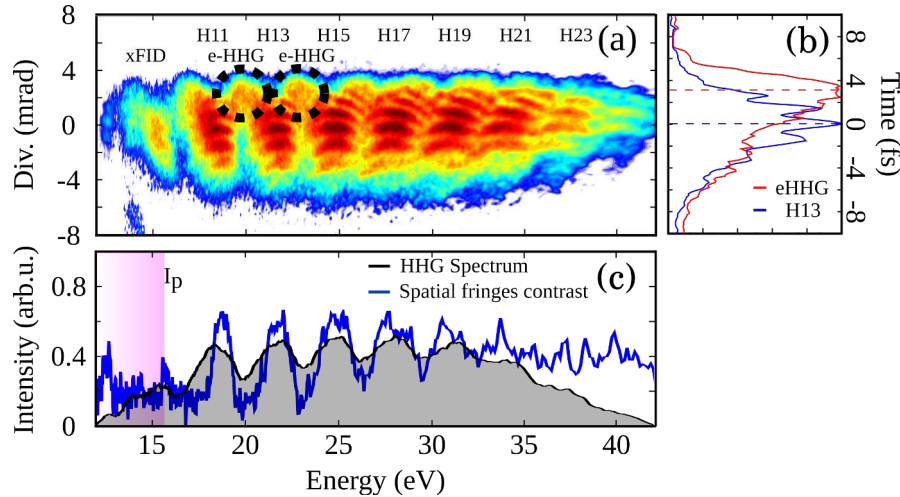 H11 H13 H15 H17 H19 H21 H23 (a)
xFID e-HHG e-HHG
8
4
0
-4
-8
Div. (mrad)
(b)
8
4
0
-4
-8
Time (fs)
eHHG
H13
(c)
Ip
HHG Spectrum
Spatial fringes contrast
0.8
0.4
0
Intensity (arb.u.)
15 20 25 30 35 40
Energy (eV)